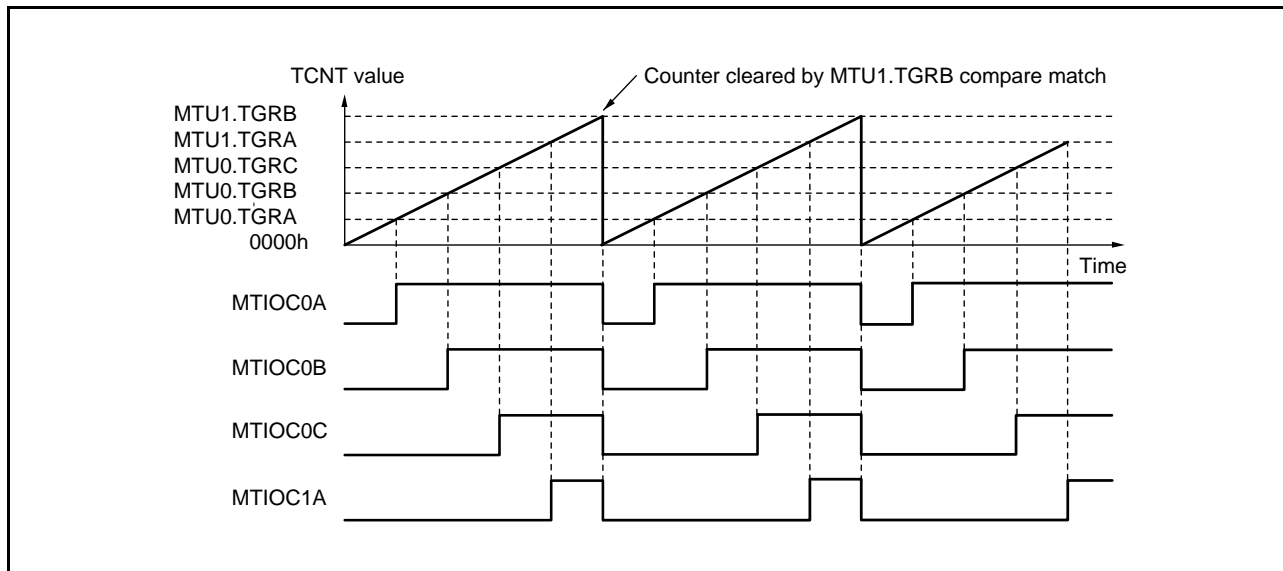 TCNT value
Counter cleared by MTU1.TGRB compare match
MTU1.TGRB
MTU1.TGRA
MTU0.TGRC
MTU0.TGRB
MTU0.TGRA
0000h
Time
MTIOC0A
MTIOC0B
MTIOC0C
MTIOC1A